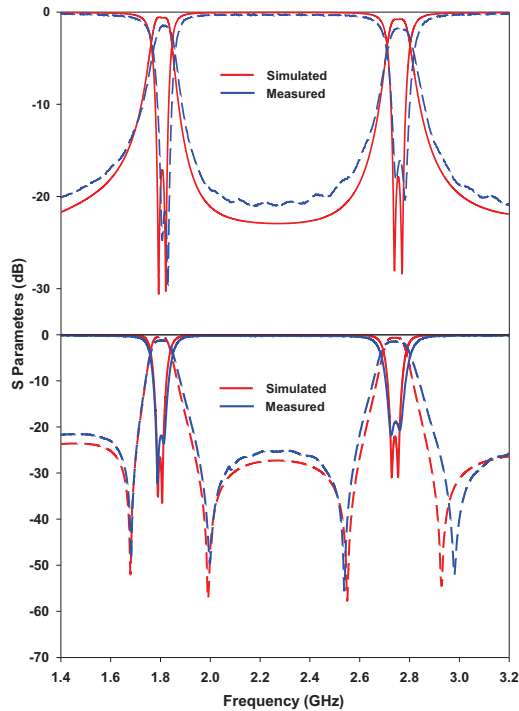 0
-10
-20
-30
Simulated
Measured
S Parameters (dB)
0
-10
-20
-30
-40
-50
-60
-70
Simulated
Measured
1.4 1.6 1.8 2.0 2.2 2.4 2.6 2.8 3.0 3.2
Frequency (GHz)